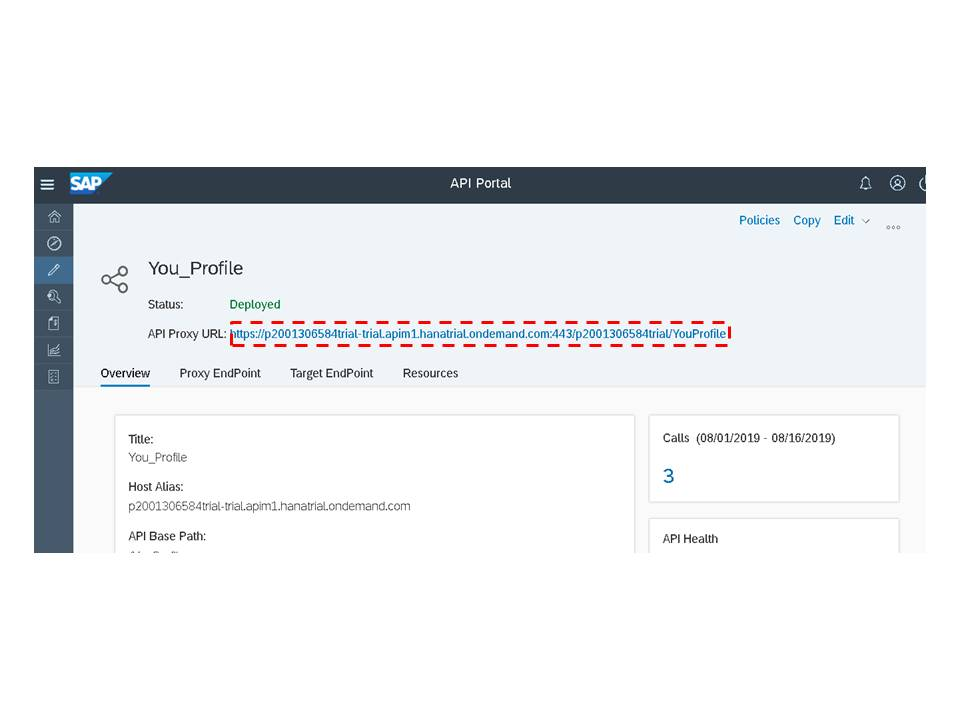 SAP
API Portal
Policies Copy Edit
You_Profile
Status: Deployed
API Proxy URL: https://p2001306584trial-trial.apim1.hanatrial.ondemand.com:443/p2001306584trial/YouProfile
Overview Proxy EndPoint Target EndPoint Resources
Title:
You_Profile
Host Alias:
p2001306584trial-trial.apim1.hanatrial.ondemand.com
API Base Path:
Calls (08/01/2019 - 08/16/2019)
3
API Health